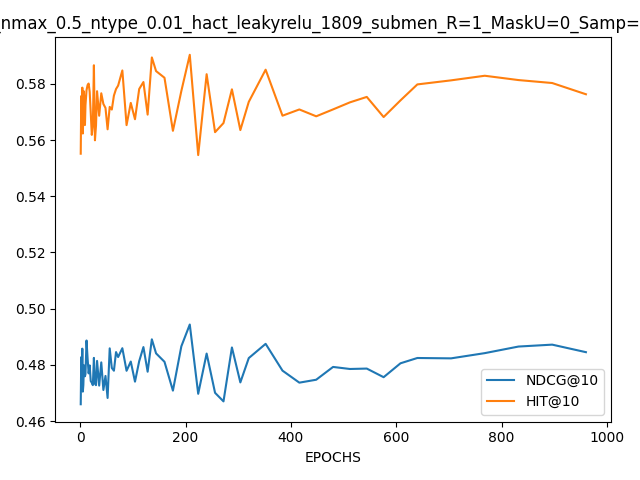 _nmax_0.5_ntype_0.01_hact_leakyrelu_1809_submen_R=1_MaskU=0_Samp=
0.58
0.56
0.54
0.52
0.50
0.48
0.46
NDCG@10
HIT@10
0 200 400 600 800 1000
EPOCHS